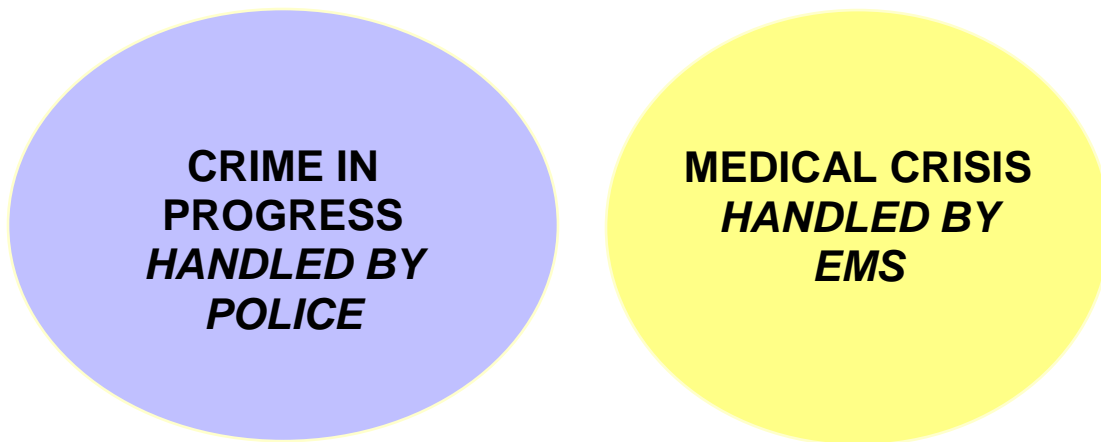 CRIME IN
PROGRESS
HANDLED BY
POLICE
MEDICAL CRISIS
HANDLED BY
EMS